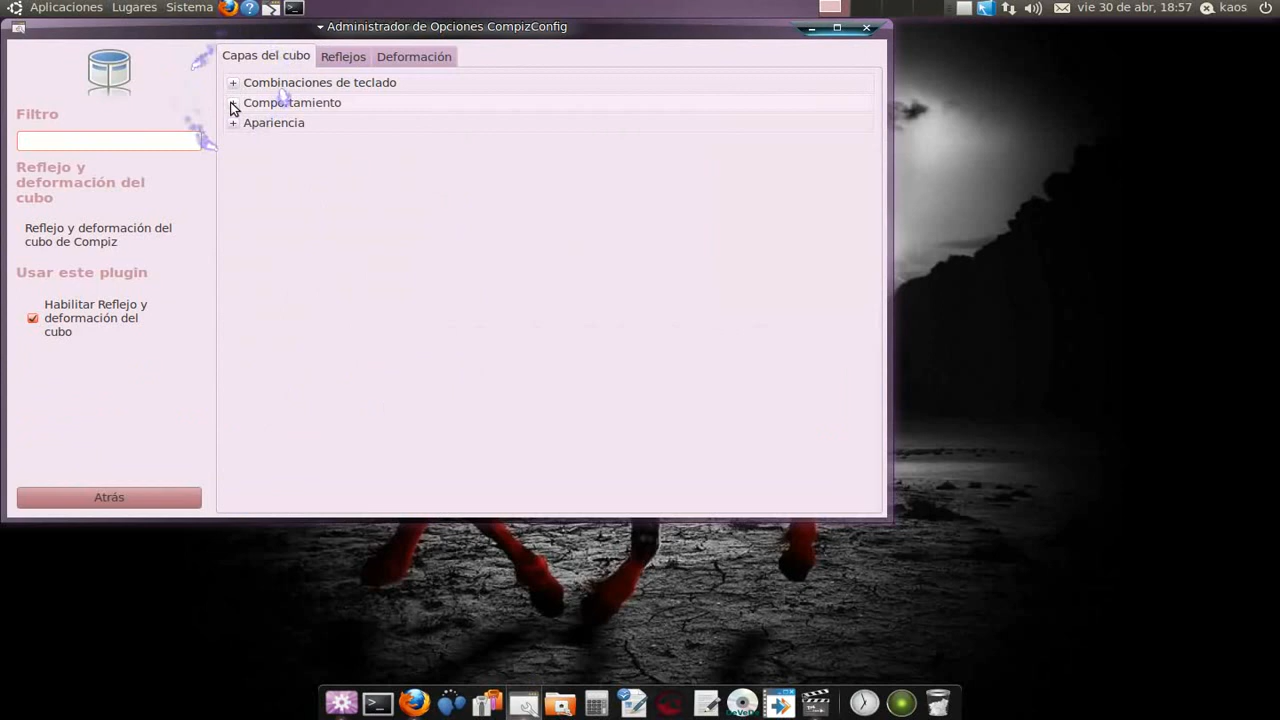 Aplicaciones Lugares Sistema
vie 30 de abr, 18:57 kaos
Administrador de Opciones CompizConfig
Capas del cubo Reflejos Deformación
Combinaciones de teclado
Comportamiento
Apariencia
Filtro
Reflejo y
deformación del
cubo
Reflejo y deformación del
cubo de Compiz
Usar este plugin
Habilitar Reflejo y
deformación del
cubo
Atrás
DeVeDe